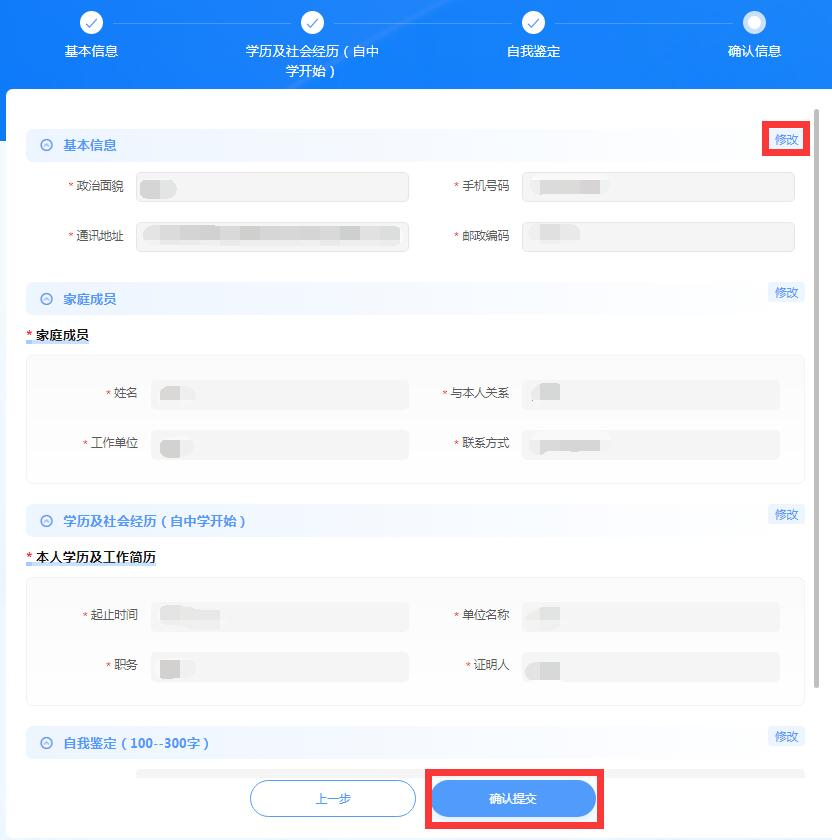 基本信息
学历及社会经历（自中
学开始）
自我鉴定
确认信息
基本信息
修改
*政治面貌
*手机号码
*通讯地址
*邮政编码
家庭成员
修改
*家庭成员
*姓名
*与本人关系
*工作单位
*联系方式
学历及社会经历（自中学开始）
修改
*本人学历及工作简历
*起止时间
*单位名称
*职务
*证明人
自我鉴定（100--300字）
修改
上一步
确认提交